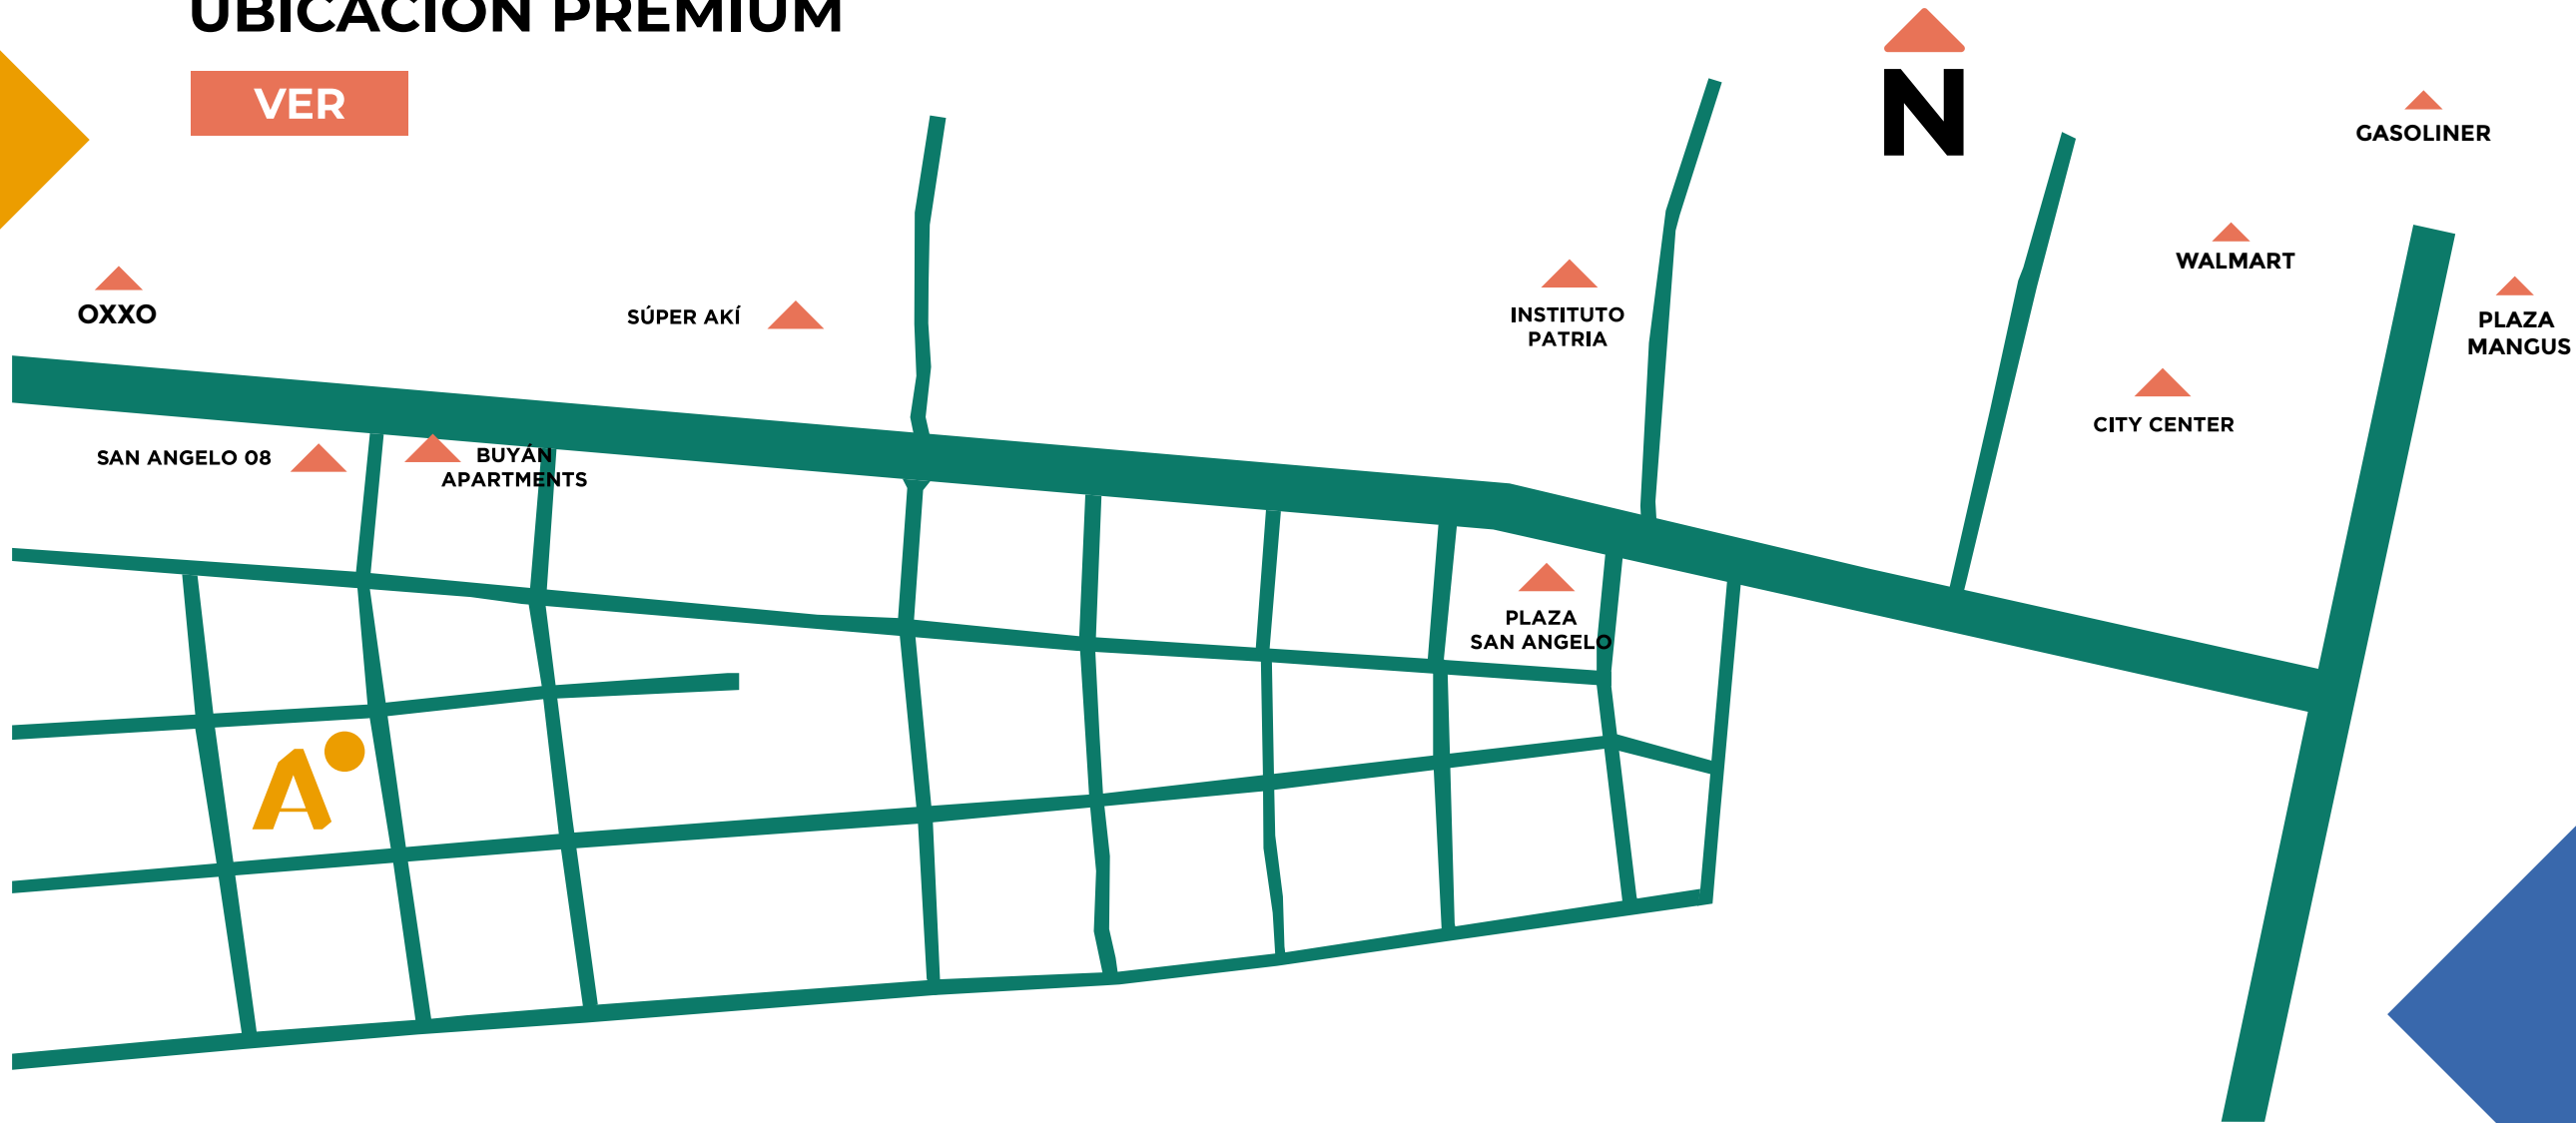 UBICACIÓN PREMIUM
VER
N
GASOLINER
WALMART
OXXO
SÚPER AKÍ
INSTITUTO
PATRIA
PLAZA
MANGUS
CITY CENTER
SAN ANGELO 08
BUYÁN
APARTMENTS
PLAZA
SAN ANGELO
A